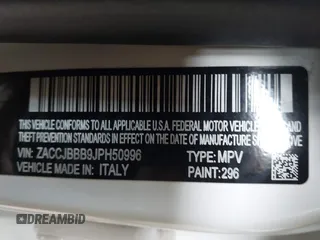 THIS VEHICLE CONFORMS TO ALL APPLICABLE U.S.A. FEDERAL MOTOR VEHICLE
THEFT PREVENTION STANDARDS IN EFFECT ON THE DATE OF MANUFACTURE SHOWN
VIN: ZACCJBBB9JPH50996 TYPE: MPV
VEHICLE MADE IN: ITALY PAINT: 296
DREAMBID